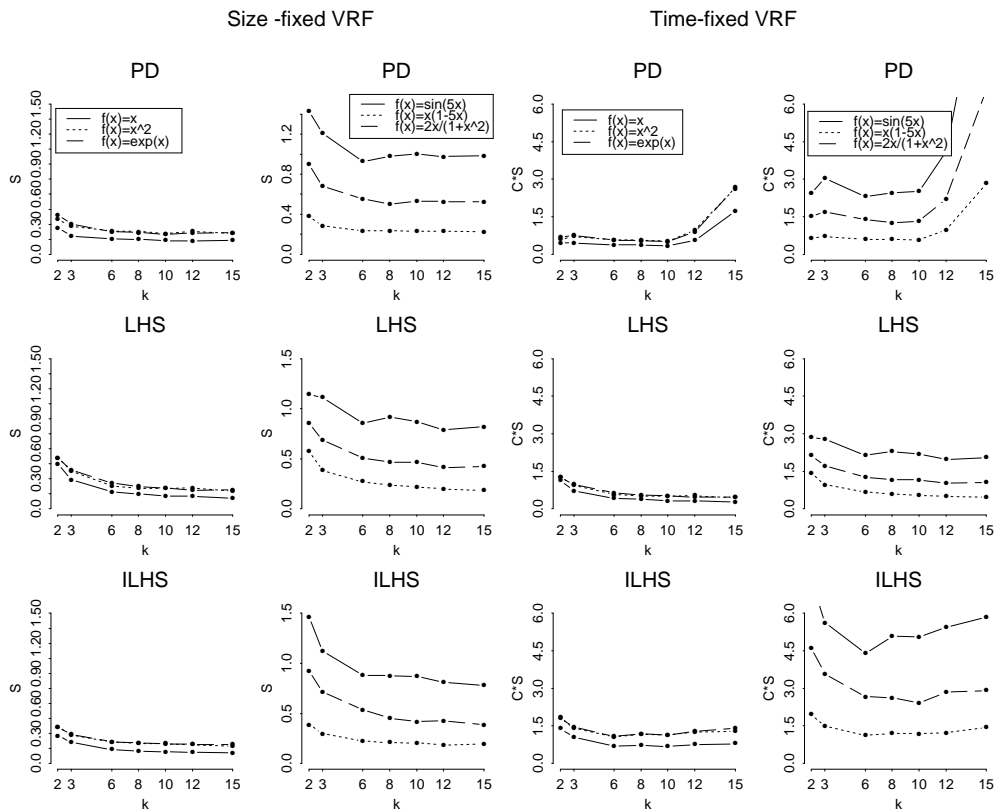 Size -fixed VRF
Time-fixed VRF
PD
PD
PD
PD
f(x)=x
f(x)=x^2
f(x)=exp(x)
f(x)=sin(5x)
f(x)=x(1-5x)
f(x)=2x/(1+x^2)
f(x)=x
f(x)=x^2
f(x)=exp(x)
f(x)=sin(5x)
f(x)=x(1-5x)
f(x)=2x/(1+x^2)
S
0.0 0.30 0.60 0.90 1.20 1.50
2 3 6 8 10 12 15
k
S
0.0 0.4 0.8 1.2
2 3 6 8 10 12 15
k
C*S
0.0 1.5 3.0 4.5 6.0
2 3 6 8 10 12 15
k
C*S
0.0 1.5 3.0 4.5 6.0
2 3 6 8 10 12 15
k
LHS
LHS
LHS
LHS
S
0.0 0.30 0.60 0.90 1.20 1.50
2 3 6 8 10 12 15
k
S
0.0 0.5 1.0 1.5
2 3 6 8 10 12 15
k
C*S
0.0 1.5 3.0 4.5 6.0
2 3 6 8 10 12 15
k
C*S
0.0 1.5 3.0 4.5 6.0
2 3 6 8 10 12 15
k
ILHS
ILHS
ILHS
ILHS
S
0.0 0.30 0.60 0.90 1.20 1.50
2 3 6 8 10 12 15
k
S
0.0 0.5 1.0 1.5
2 3 6 8 10 12 15
k
C*S
0.0 1.5 3.0 4.5 6.0
2 3 6 8 10 12 15
k
C*S
0.0 1.5 3.0 4.5 6.0
2 3 6 8 10 12 15
k